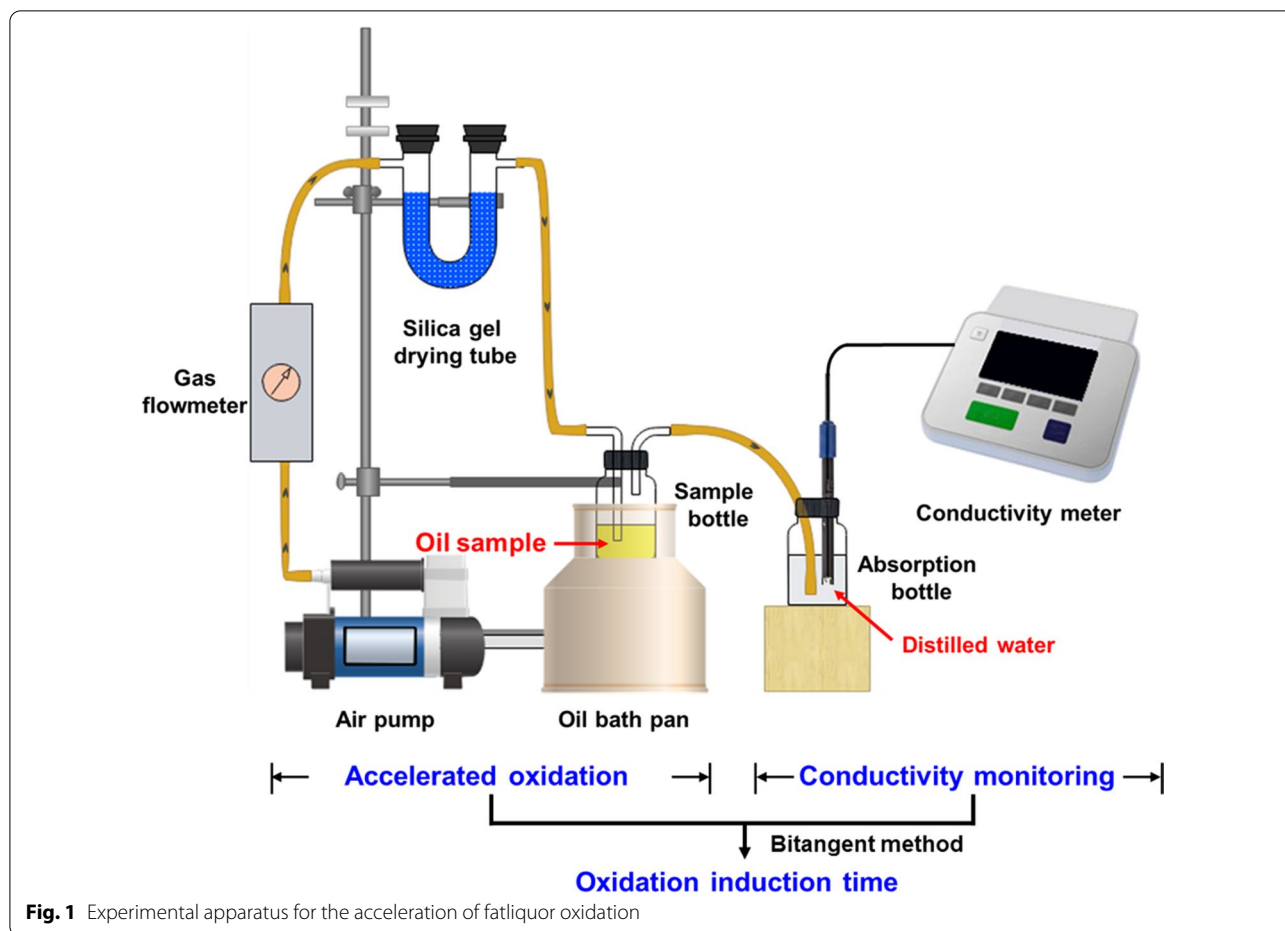 Silica gel
drying tube
Gas
flowmeter
Sample
bottle
Oil sample
Conductivity meter
Absorption
bottle
Distilled water
Air pump
Oil bath pan
Accelerated oxidation
Conductivity monitoring
Bitangent method
Oxidation induction time
Fig. 1 Experimental apparatus for the acceleration of fatliquor oxidation